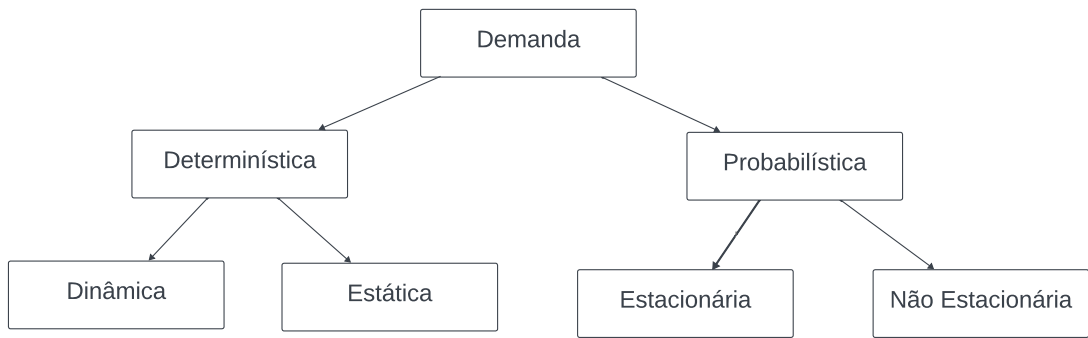 Demanda
Determinística
Probabilística
Dinâmica
Estática
Estacionária
Não Estacionária